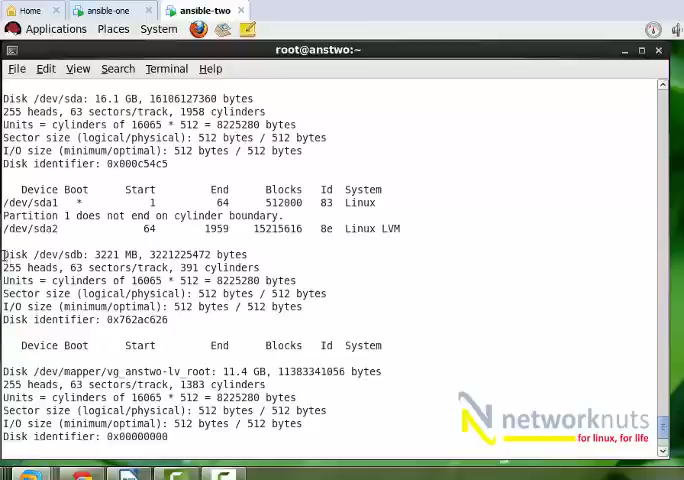 Home ansible-one ansible-two
Applications Places System
root@anstwo:~
File Edit View Search Terminal Help
Disk /dev/sda: 16.1 GB, 16106127360 bytes
255 heads, 63 sectors/track, 1958 cylinders
Units = cylinders of 16065 * 512 = 8225280 bytes
Sector size (logical/physical): 512 bytes / 512 bytes
I/O size (minimum/optimal): 512 bytes / 512 bytes
Disk identifier: 0x000c54c5
Device Boot Start End Blocks Id System
/dev/sda1 * 1 64 512000 83 Linux
Partition 1 does not end on cylinder boundary.
/dev/sda2 64 1959 15215616 8e Linux LVM
Disk /dev/sdb: 3221 MB, 3221225472 bytes
255 heads, 63 sectors/track, 391 cylinders
Units = cylinders of 16065 * 512 = 8225280 bytes
Sector size (logical/physical): 512 bytes / 512 bytes
I/O size (minimum/optimal): 512 bytes / 512 bytes
Disk identifier: 0x762ac626
Device Boot Start End Blocks Id System
Disk /dev/mapper/vg_anstwo-lv_root: 11.4 GB, 11383341056 bytes
255 heads, 63 sectors/track, 1383 cylinders
Units = cylinders of 16065 * 512 = 8225280 bytes
Sector size (logical/physical): 512 bytes / 512 bytes
I/O size (minimum/optimal): 512 bytes / 512 bytes
Disk identifier: 0x00000000
networknuts
for linux, for life